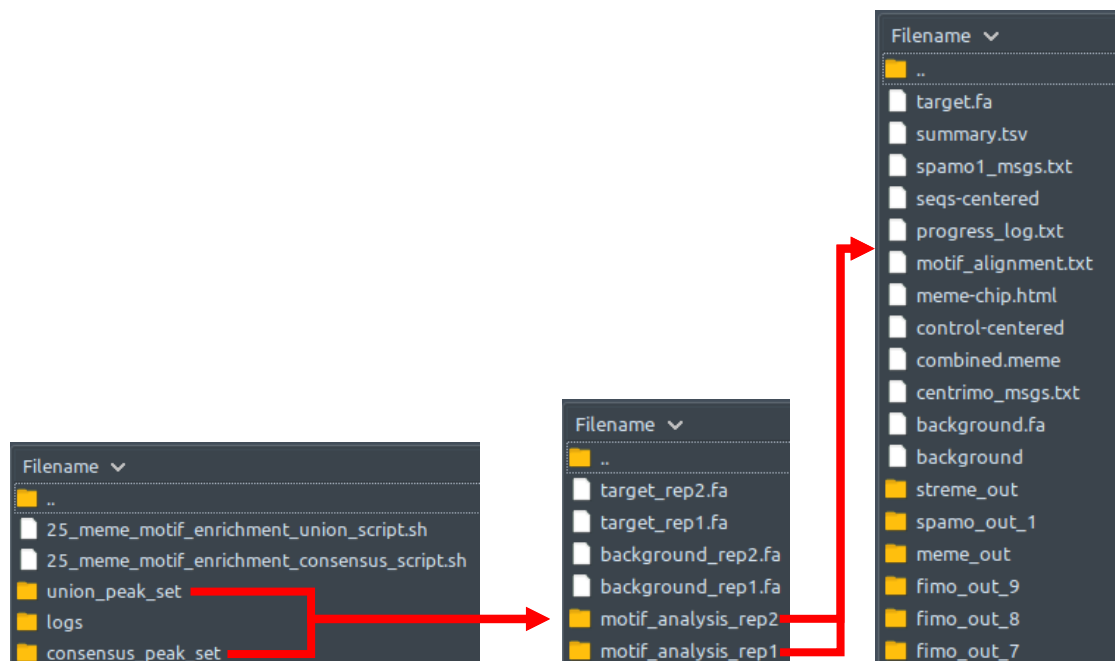 Filename
..
25_meme_motif_enrichment_union_script.sh
25_meme_motif_enrichment_consensus_script.sh
union_peak_set
logs
consensus_peak_set
Filename
..
target_rep2.fa
target_rep1.fa
background_rep2.fa
background_rep1.fa
motif_analysis_rep2
motif_analysis_rep1
Filename
..
target.fa
summary.tsv
spamo1_msgs.txt
seqs-centered
progress_log.txt
motif_alignment.txt
meme-chip.html
control-centered
combined.meme
centrimo_msgs.txt
background.fa
background
streme_out
spamo_out_1
meme_out
fimo_out_9
fimo_out_8
fimo_out_7